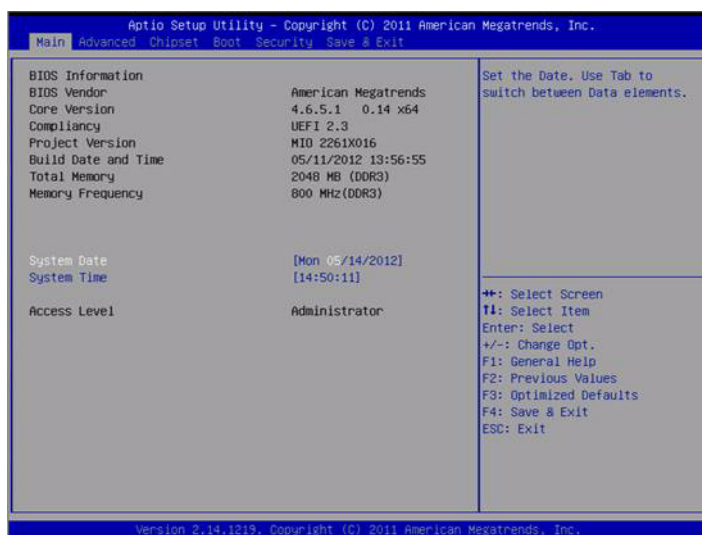 Aptio Setup Utility - Copyright (C) 2011 American Megatrends, Inc.
Main Advanced Chipset Boot Security Save & Exit
BIOS Information
BIOS Vendor American Megatrends
Core Version 4.6.5.1 0.14 x64
Compliancy UEFI 2.3
Project Version MIO 2261X016
Build Date and Time 05/11/2012 13:56:55
Total Memory 2048 MB (DDR3)
Memory Frequency 800 MHz(DDR3)
System Date [Mon 05/14/2012]
System Time [14:50:11]
Access Level Administrator
Set the Date. Use Tab to
switch between Data elements.
→←: Select Screen
↑↓: Select Item
Enter: Select
+/-: Change Opt.
F1: General Help
F2: Previous Values
F3: Optimized Defaults
F4: Save & Exit
ESC: Exit
Version 2.14.1219. Copyright (C) 2011 American Megatrends, Inc.